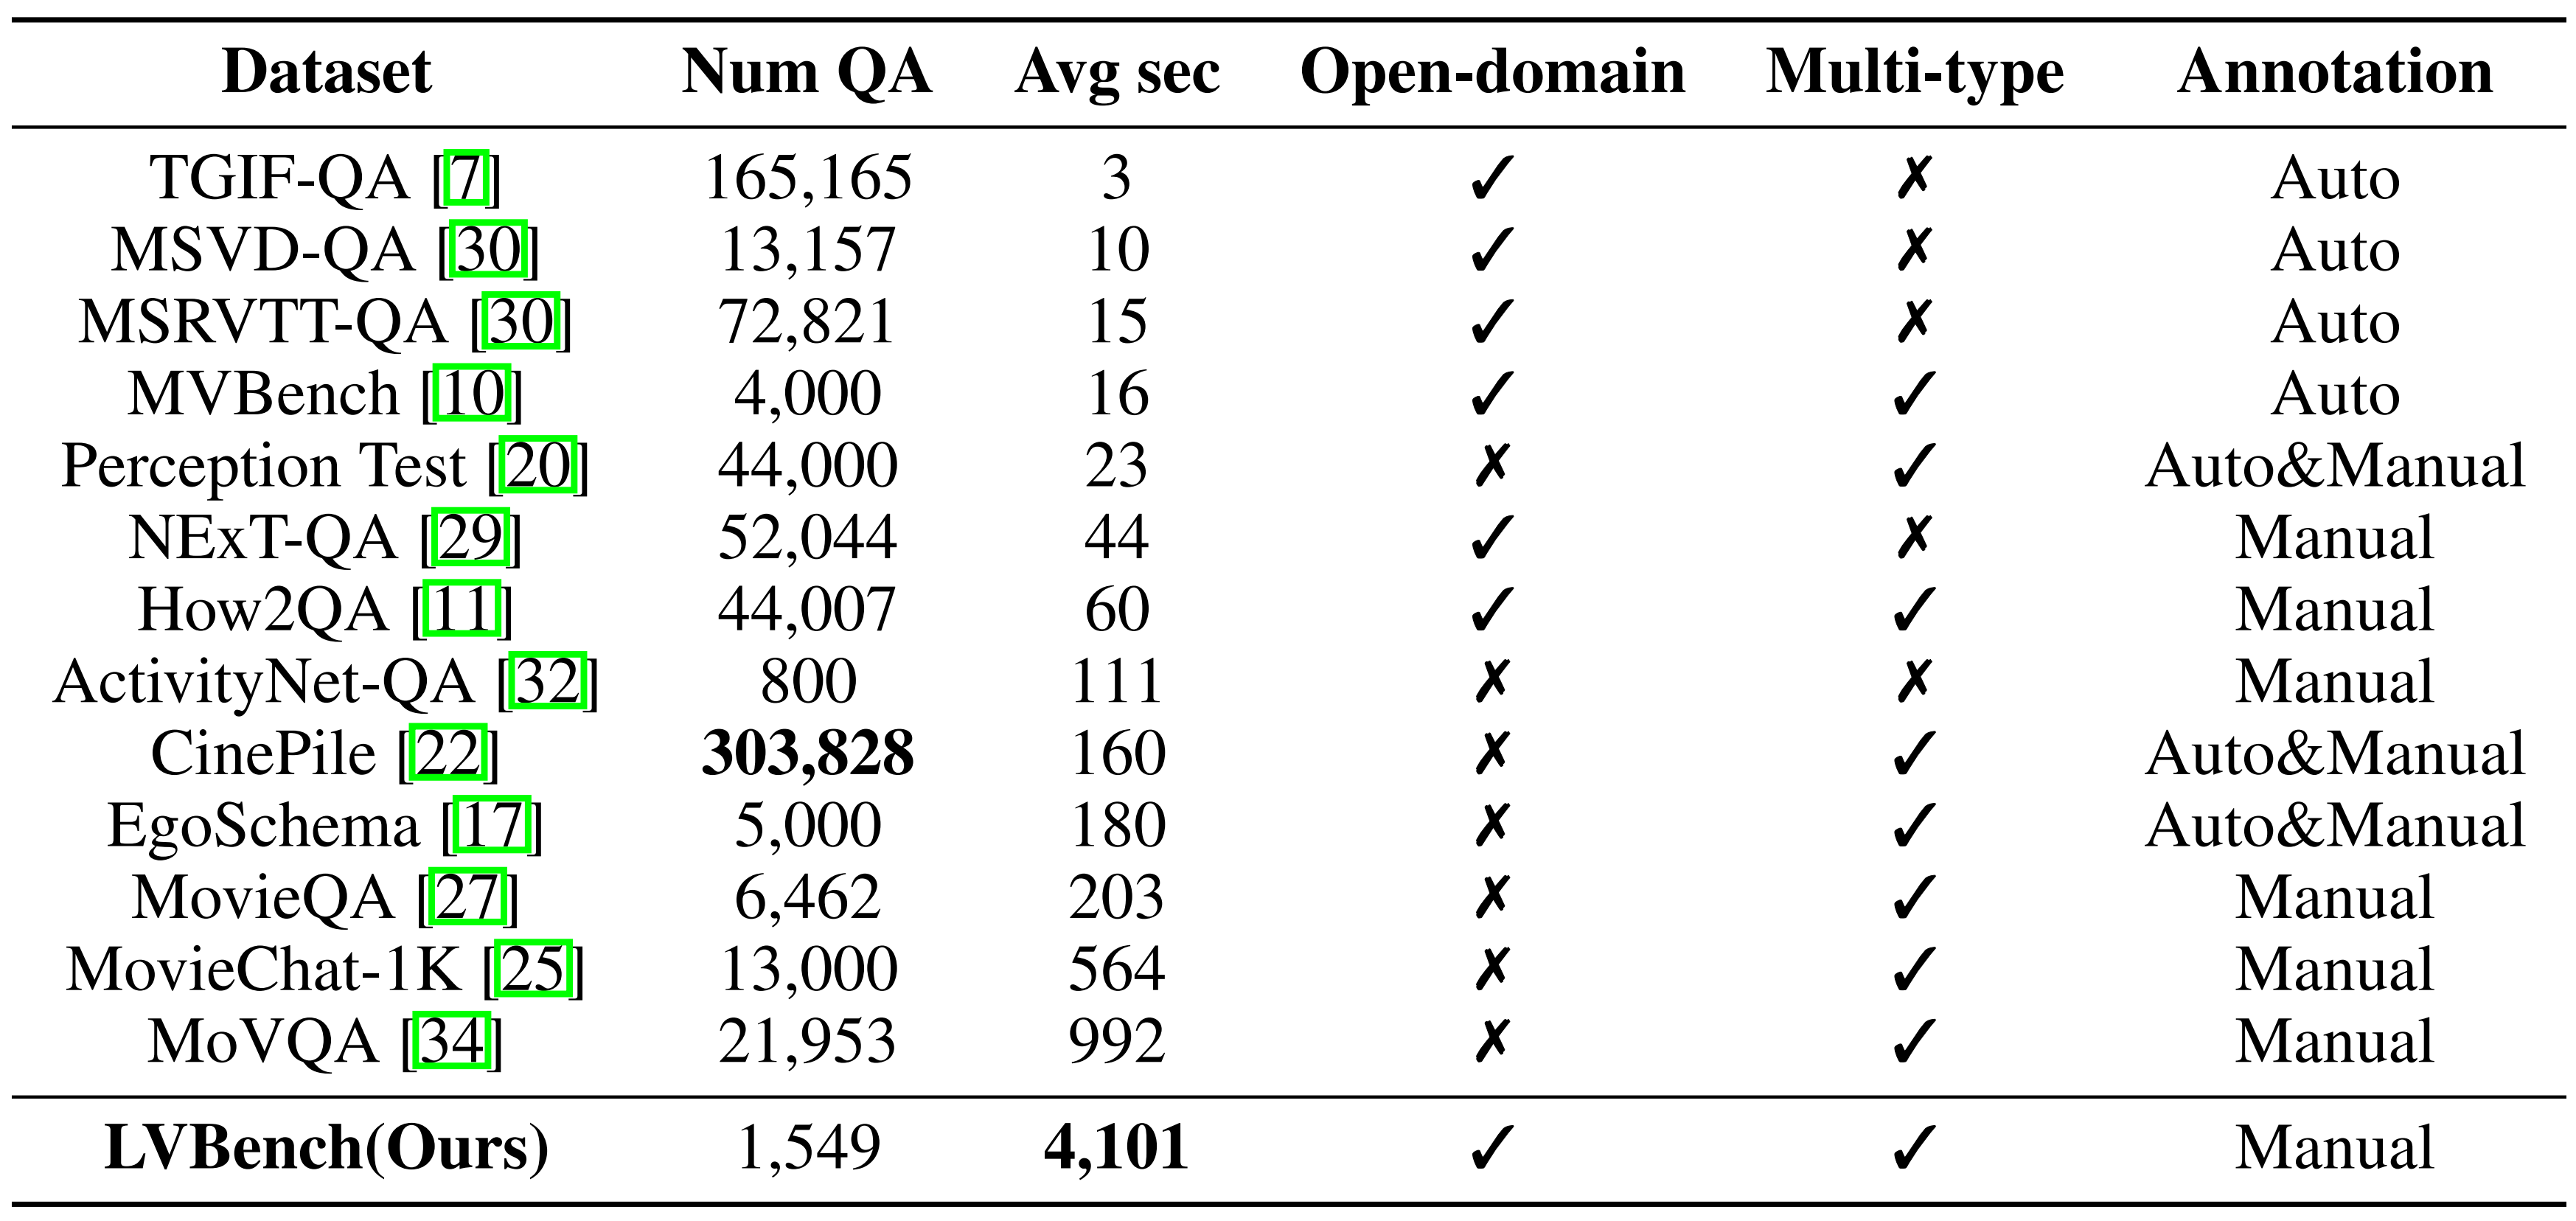 Dataset Num QA Avg sec Open-domain Multi-type Annotation
TGIF-QA [7] 165,165 3 ✓ ✗ Auto
MSVD-QA [30] 13,157 10 ✓ ✗ Auto
MSRVTT-QA [30] 72,821 15 ✓ ✗ Auto
MVBench [10] 4,000 16 ✓ ✓ Auto
Perception Test [20] 44,000 23 ✗ ✓ Auto&Manual
NExT-QA [29] 52,044 44 ✓ ✗ Manual
How2QA [11] 44,007 60 ✓ ✓ Manual
ActivityNet-QA [32] 800 111 ✗ ✗ Manual
CinePile [22] 303,828 160 ✗ ✓ Auto&Manual
EgoSchema [17] 5,000 180 ✗ ✓ Auto&Manual
MovieQA [27] 6,462 203 ✗ ✓ Manual
MovieChat-1K [25] 13,000 564 ✗ ✓ Manual
MoVQA [34] 21,953 992 ✗ ✓ Manual
LVBench(Ours) 1,549 4,101 ✓ ✓ Manual